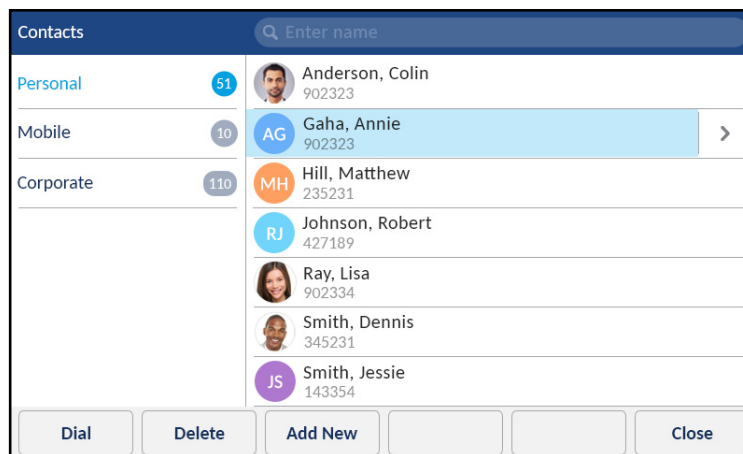 Contacts
Enter name
Personal 51
Mobile 10
Corporate 110
Anderson, Colin
902323
AG
Gaha, Annie
902323
MH
Hill, Matthew
235231
RJ
Johnson, Robert
427189
Ray, Lisa
902334
Smith, Dennis
345231
JS
Smith, Jessie
143354
Dial Delete Add New Close